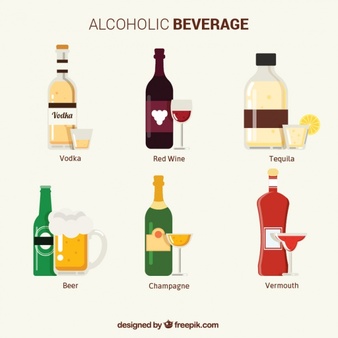 ALCOHOLIC BEVERAGE
Vodka
Vodka
Red Wine
Tequila
Beer
Champagne
Vermouth
designed by freepik.com